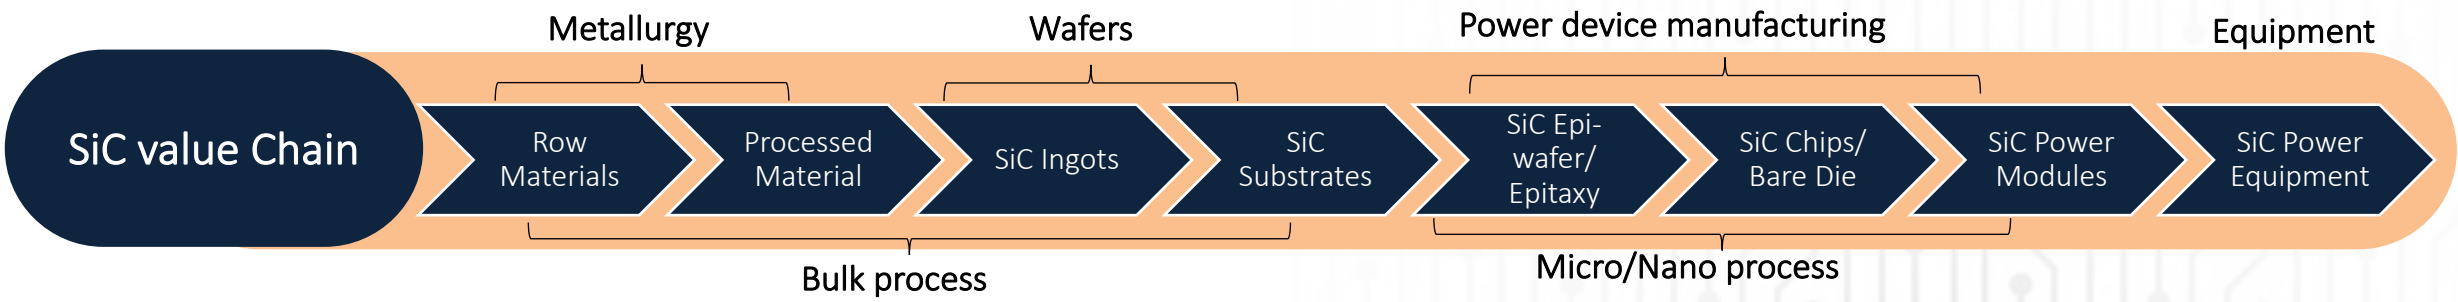 Metallurgy
Wafers
Power device manufacturing
Equipment
SiC value Chain
Row
Materials
Processed
Material
SiC Ingots
SiC
Substrates
SiC Epi-
wafer/
Epitaxy
SiC Chips/
Bare Die
SiC Power
Modules
SiC Power
Equipment
Bulk process
Micro/Nano process